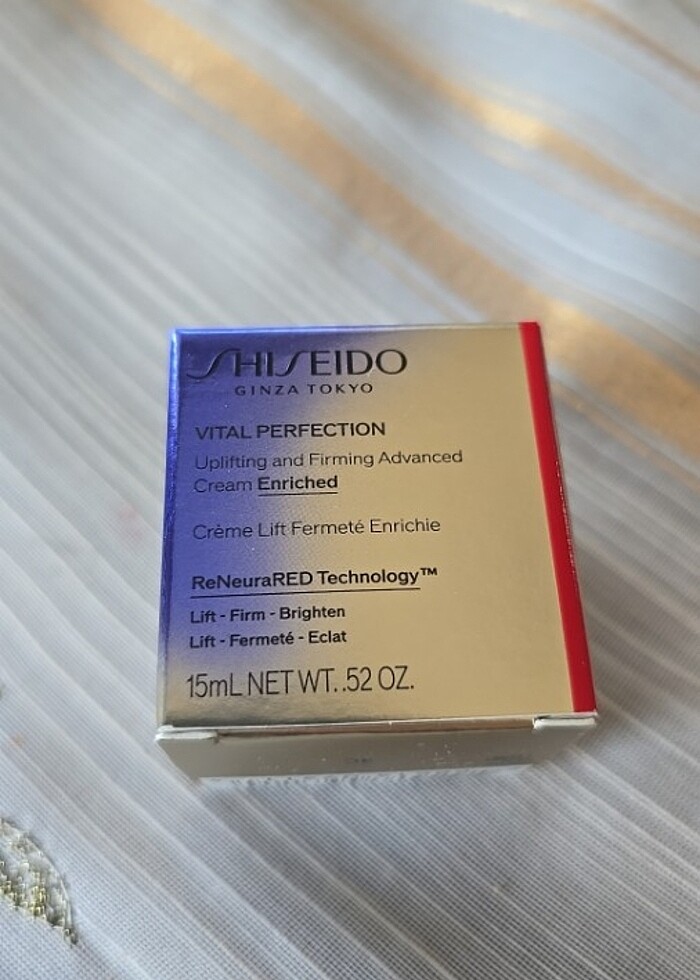 SHISEIDO
GINZA TOKYO
VITAL PERFECTION
Uplifting and Firming Advanced
Cream Enriched
Crème Lift Fermeté Enrichie
ReNeuraRED Technology™
Lift - Firm - Brighten
Lift - Fermeté - Eclat
15mL NET WT. .52 OZ.